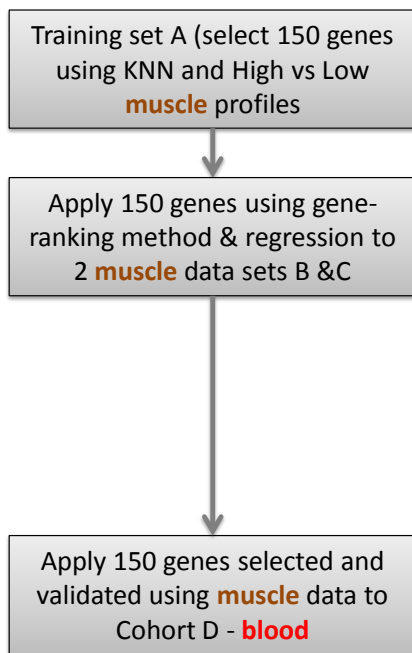 Training set A (select 150 genes
using KNN and High vs Low
muscle profiles
Apply 150 genes using gene-
ranking method & regression to
2 muscle data sets B &C
Apply 150 genes selected and
validated using muscle data to
Cohort D - blood